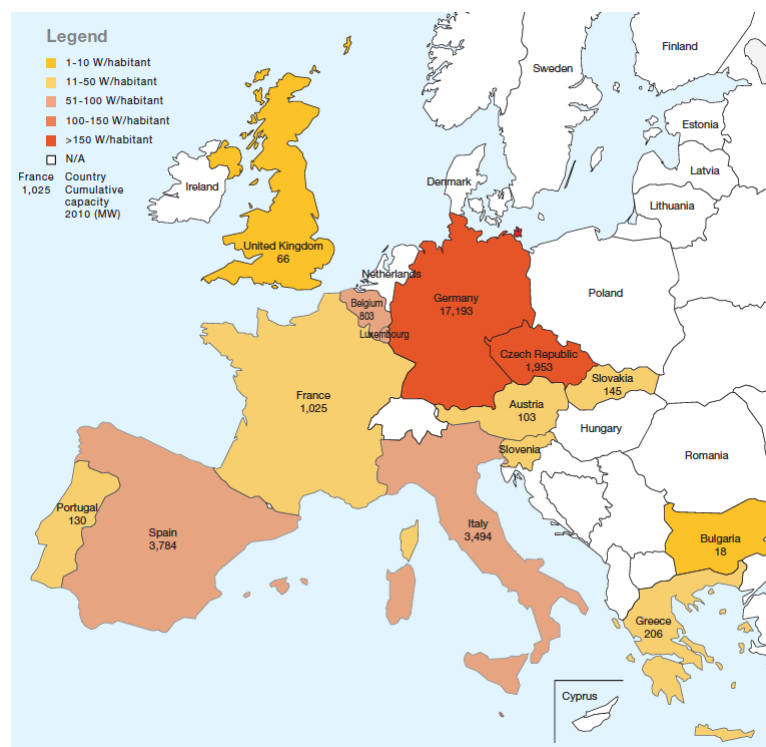 Legend
1-10 W/habitant
11-50 W/habitant
51-100 W/habitant
100-150 W/habitant
>150 W/habitant
N/A
France Country
1,025 Cumulative
capacity
2010 (MW)
Finland
Sweden
Estonia
Latvia
Lithuania
Denmark
Ireland
United Kingdom
66
Netherlands
Poland
Germany
17,193
Belgium
803
Luxembourg
Czech Republic
1,953
Slovakia
145
France
1,025
Austria
103
Hungary
Slovenia
Romania
Portugal
130
Spain
3,784
Italy
3,494
Bulgaria
18
Greece
206
Cyprus